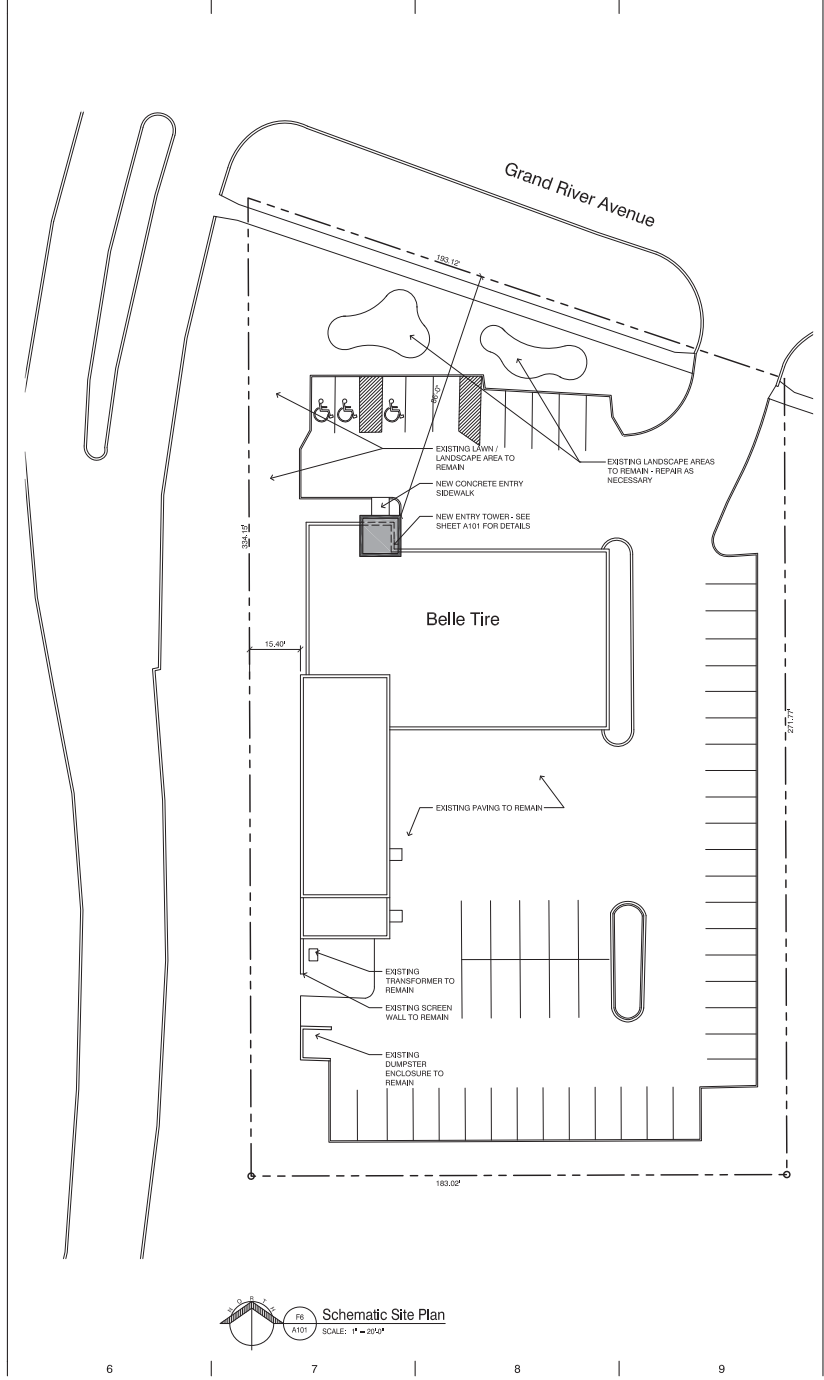 Grand River Avenue
193.12'
86'-0"
EXISTING LAWN /
LANDSCAPE AREA TO
REMAIN
EXISTING LANDSCAPE AREAS
TO REMAIN - REPAIR AS
NECESSARY
NEW CONCRETE ENTRY
SIDEWALK
NEW ENTRY TOWER - SEE
SHEET A101 FOR DETAILS
334.15'
Belle Tire
15.40'
271.77'
EXISTING PAVING TO REMAIN
EXISTING
TRANSFORMER TO
REMAIN
EXISTING SCREEN
WALL TO REMAIN
EXISTING
DUMPSTER
ENCLOSURE TO
REMAIN
183.02'
NORTH
F6
A101
Schematic Site Plan
SCALE: 1" = 20'-0"
6
7
8
9